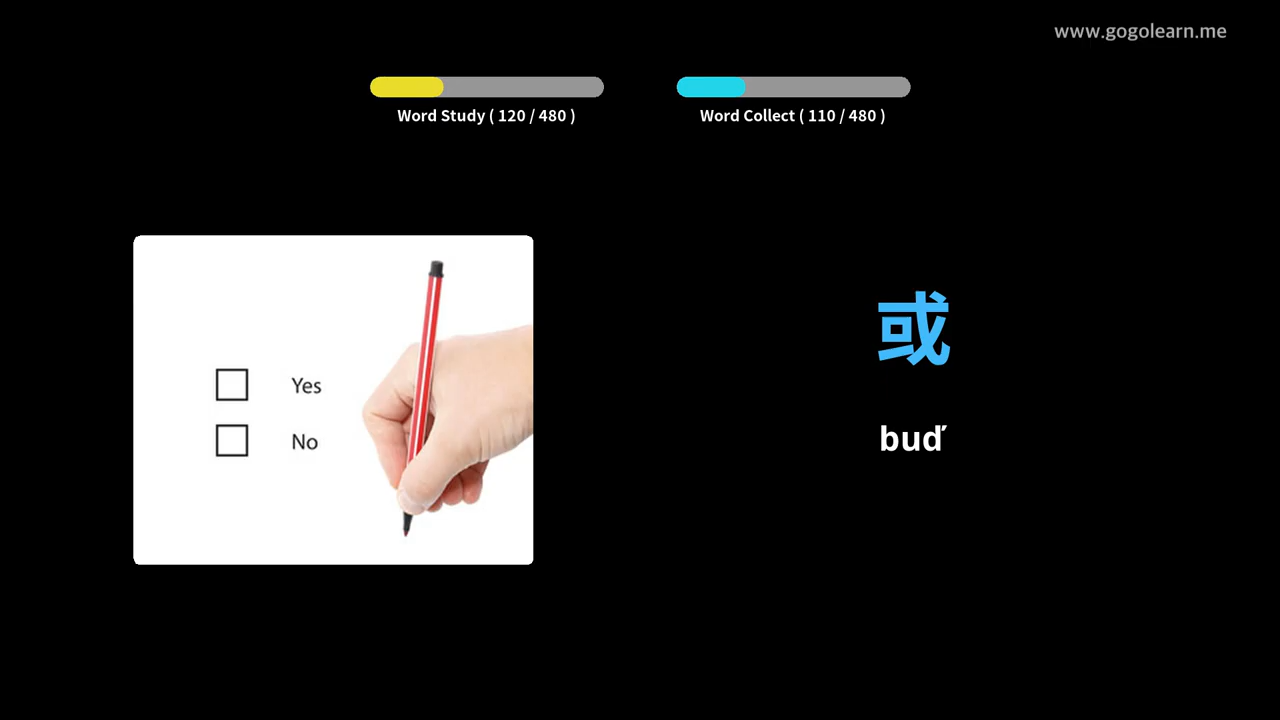 www.gogolearn.me
Word Study ( 120 / 480 )
Word Collect ( 110 / 480 )
Yes
No
或
buď